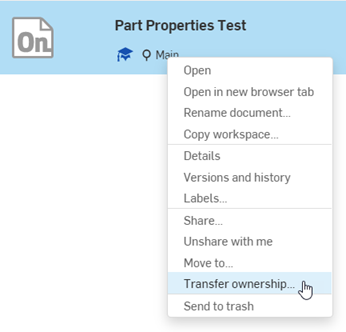 On
Part Properties Test
Main
Open
Open in new browser tab
Rename document...
Copy workspace...
Details
Versions and history
Labels...
Share...
Unshare with me
Move to...
Transfer ownership...
Send to trash